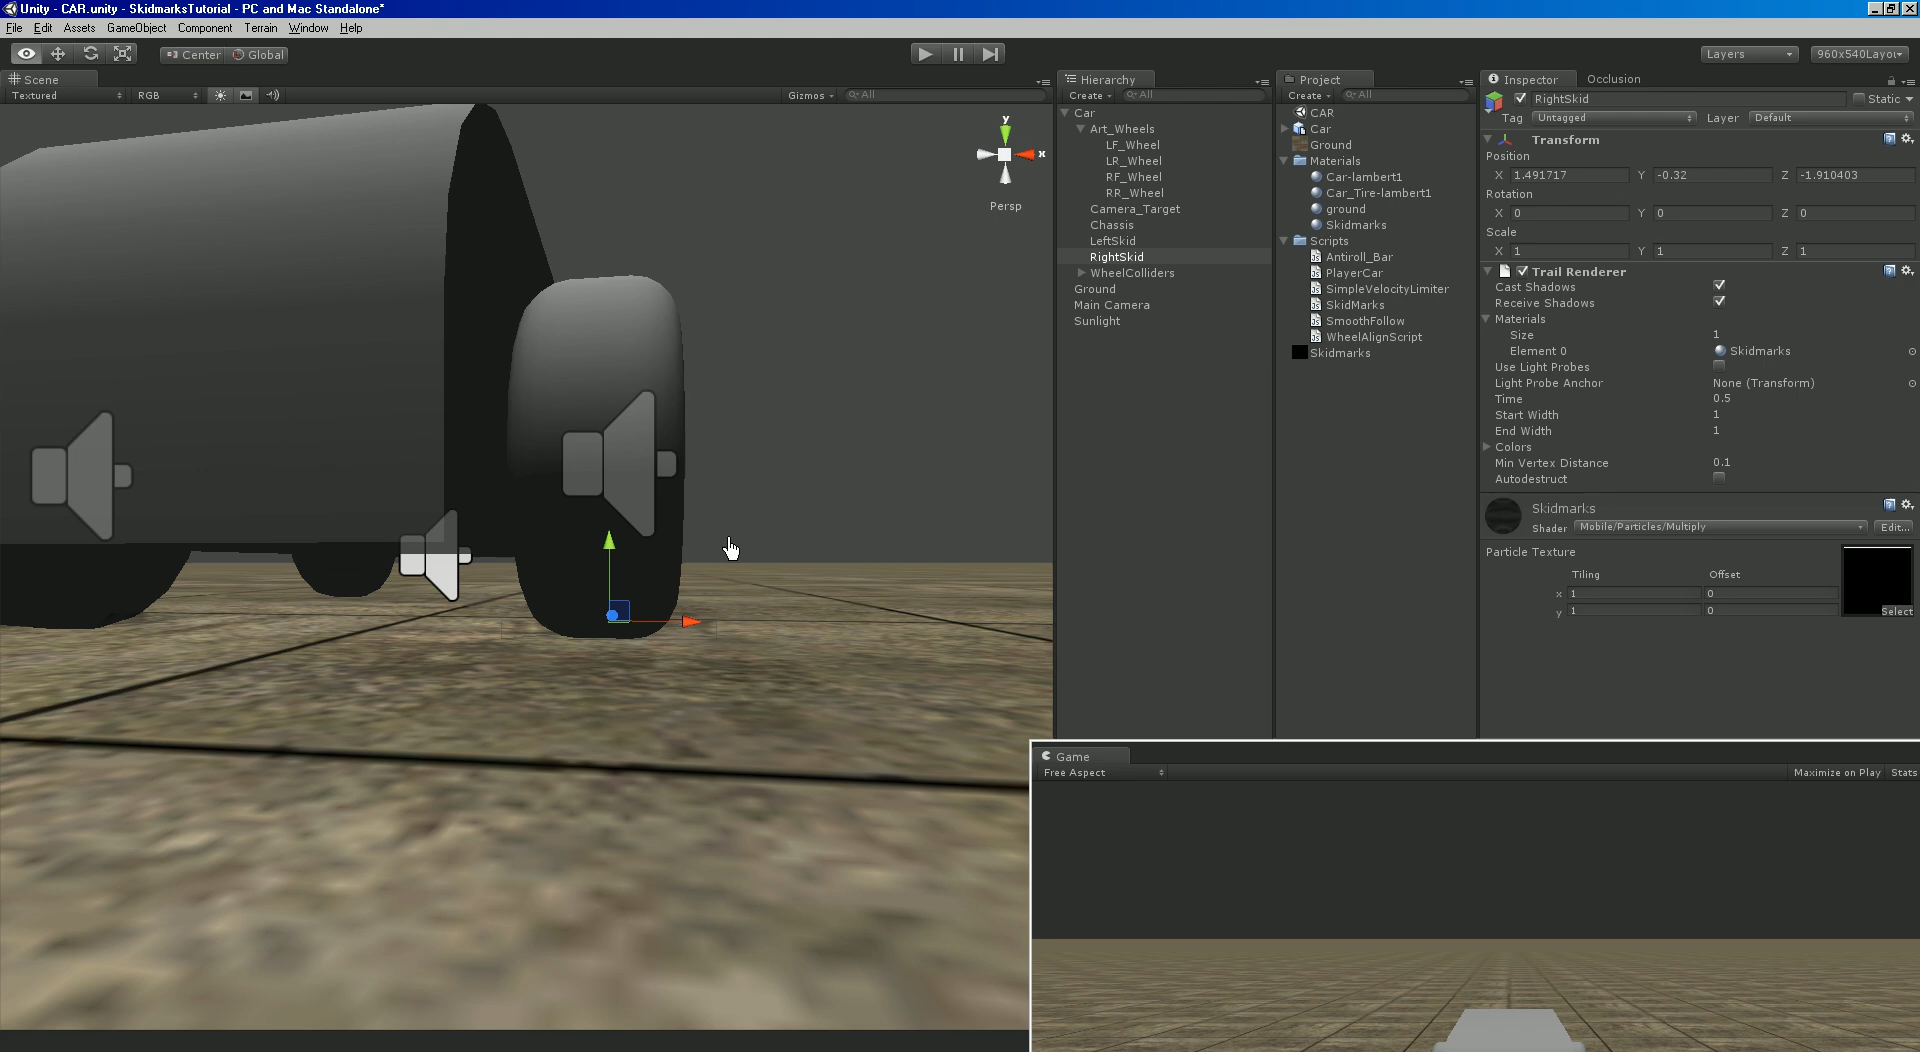 Unity - CAR.unity - SkidmarksTutorial - PC and Mac Standalone*
File Edit Assets GameObject Component Terrain Window Help
Center Global
Layers 960x540Layou
Scene
Textured RGB Gizmos All
y
x
Persp
Hierarchy
Create All
Car
Art_Wheels
LF_Wheel
LR_Wheel
RF_Wheel
RR_Wheel
Camera_Target
Chassis
LeftSkid
RightSkid
WheelColliders
Ground
Main Camera
Sunlight
Project
Create All
CAR
Car
Ground
Materials
Car-lambert1
Car_Tire-lambert1
ground
Skidmarks
Scripts
Antiroll_Bar
PlayerCar
SimpleVelocityLimiter
SkidMarks
SmoothFollow
WheelAlignScript
Skidmarks
Inspector Occlusion
RightSkid Static
Tag Untagged Layer Default
Transform
Position
X 1.491717 Y -0.32 Z -1.910403
Rotation
X 0 Y 0 Z 0
Scale
X 1 Y 1 Z 1
Trail Renderer
Cast Shadows
Receive Shadows
Materials
Size 1
Element 0 Skidmarks
Use Light Probes
Light Probe Anchor None (Transform)
Time 0.5
Start Width 1
End Width 1
Colors
Min Vertex Distance 0.1
Autodestruct
Skidmarks
Shader Mobile/Particles/Multiply Edit...
Particle Texture
Tiling Offset
x 1 0
y 1 0
Select
Game
Free Aspect Maximize on Play Stats